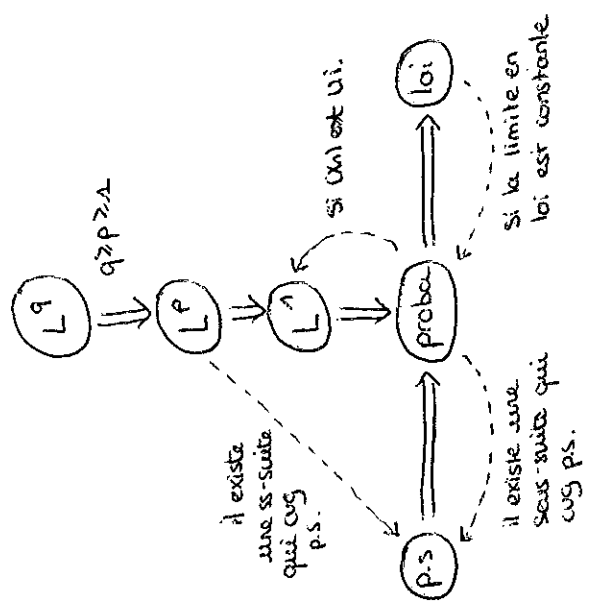 L^q
q ≥ p ≥ 1
L^p
il existe
une ss-suite
qui cvg
p.s.
L^1
si (Xn) est U.i.
p.s
proba
loi
il existe une
sous-suite qui
cvg p.s.
si la limite en
loi est constante